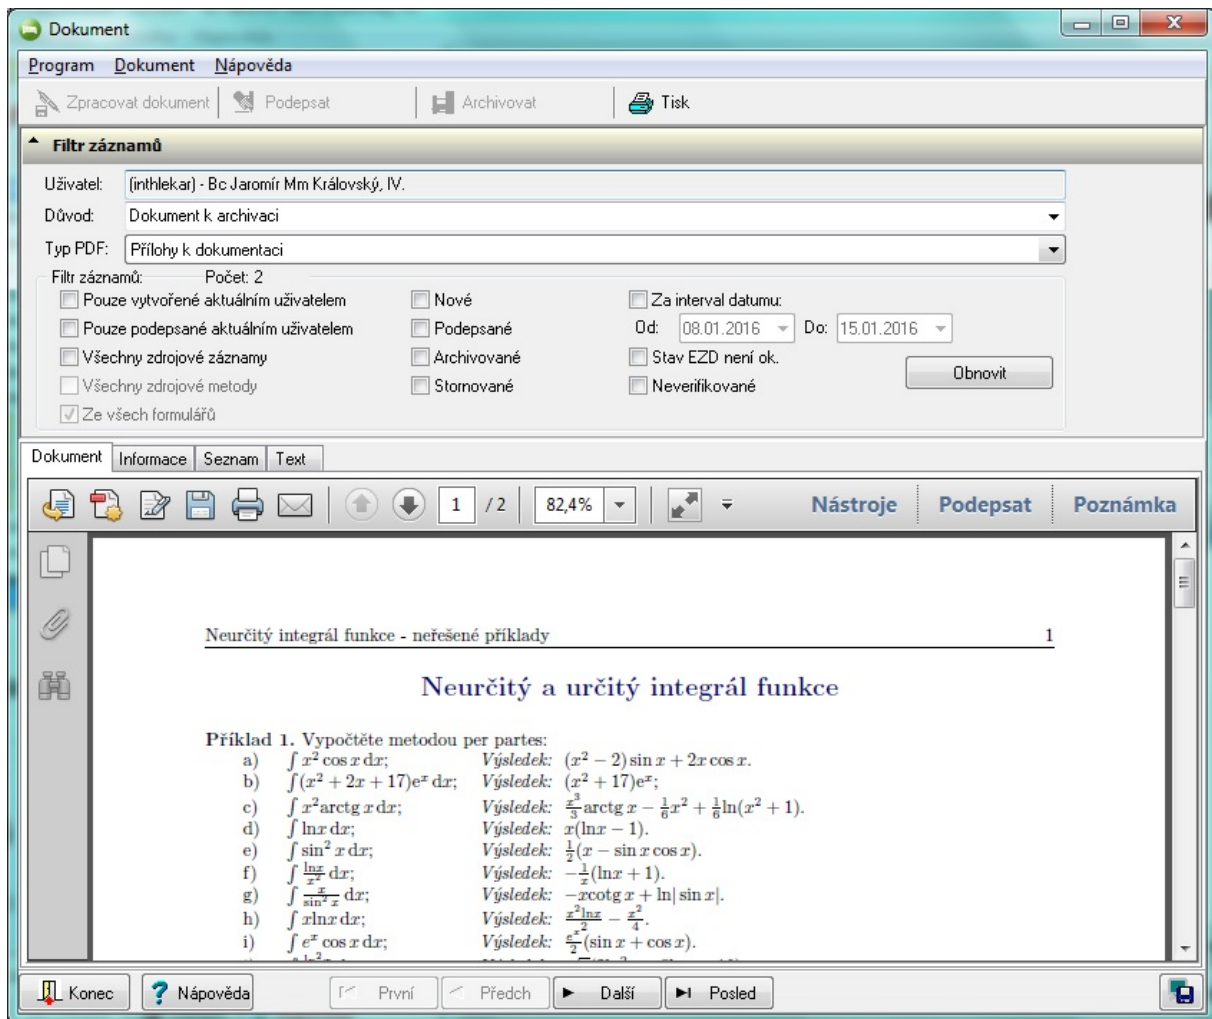 Dokument
Program Dokument Nápověda
Zpracovat dokument Podepsat Archivovat Tisk
Filtr záznamů
Uživatel: (inthlekar) - Bc Jaromír Mm Královský, IV.
Důvod: Dokument k archivaci
Typ PDF: Přílohy k dokumentaci
Filtr záznamů: Počet: 2
Pouze vytvořené aktuálním uživatelem Nové Za interval datumu:
Pouze podepsané aktuálním uživatelem Podepsané Od: 08.01.2016 Do: 15.01.2016
Všechny zdrojové záznamy Archivované Stav EZD není ok.
Všechny zdrojové metody Stornované Neverifikované Obnovit
Ze všech formulářů
Dokument Informace Seznam Text
1 / 2 82,4% Nástroje Podepsat Poznámka
Neurčitý integrál funkce - neřešené příklady 1
Neurčitý a určitý integrál funkce
Příklad 1. Vypočtěte metodou per partes:
a) ∫ x² cos x dx; Výsledek: (x² − 2) sin x + 2x cos x.
b) ∫(x² + 2x + 17)eˣ dx; Výsledek: (x² + 17)eˣ;
c) ∫ x² arctg x dx; Výsledek: x³/3 arctg x − 1/6 x² + 1/6 ln(x² + 1).
d) ∫ lnx dx; Výsledek: x(lnx − 1).
e) ∫ sin² x dx; Výsledek: 1/2 (x − sin x cos x).
f) ∫ lnx/x² dx; Výsledek: −1/x (lnx + 1).
g) ∫ x/sin² x dx; Výsledek: −xcotg x + ln| sin x|.
h) ∫ xlnx dx; Výsledek: x²lnx/2 − x²/4.
i) ∫ eˣ cos x dx; Výsledek: eˣ/2 (sin x + cos x).
Konec Nápověda První Předch Další Posled